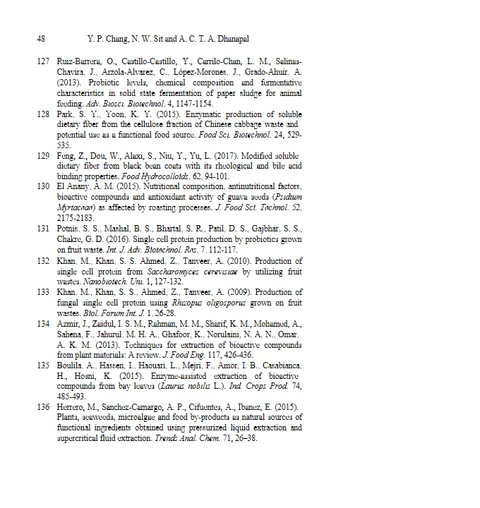 48 Y. P. Chang, N. W. Sit and A. C. T. A. Dhanapal
127 Ruiz-Barrera, O., Castillo-Castillo, Y., Carrilo-Chan, L. M., Salinas-
Chavira, J., Arzola-Alvarez, C., López-Morones, J., Grado-Ahuir, A.
(2013). Probiotic levels, chemical composition and fermentative
characteristics in solid state fermentation of paper sludge for animal
feeding. Adv. Biosci. Biotechnol. 4, 1147-1154.
128 Park, S. Y., Yoon, K. Y. (2015). Enzymatic production of soluble
dietary fiber from the cellulose fraction of Chinese cabbage waste and
potential use as a functional food source. Food Sci. Biotechnol. 24, 529-
535.
129 Feng, Z., Dou, W., Alaxi, S., Niu, Y., Yu, L. (2017). Modified soluble
dietary fiber from black bean coats with its rheological and bile acid
binding properties. Food Hydrocolloids. 62, 94-101.
130 El Anany, A. M. (2015). Nutritional composition, antinutritional factors,
bioactive compounds and antioxidant activity of guava seeds (Psidium
Myrtaceae) as affected by roasting processes. J. Food Sci. Technol. 52,
2175-2183.
131 Potnis, S. S., Mashal, B. S., Bhartal, S. R., Patil, D. S., Gajbhar, S. S.,
Chakre, G. D. (2016). Single cell protein production by probiotics grown
on fruit waste. Int. J. Adv. Biotechnol. Res. 7, 112-117.
132 Khan, M., Khan, S. S. Ahmed, Z., Tanveer, A. (2010). Production of
single cell protein from Saccharomyces cerevisiae by utilizing fruit
wastes. Nanobiotech. Uni. 1, 127-132.
133 Khan, M., Khan, S. S., Ahmed, Z., Tanveer, A. (2009). Production of
fungal single cell protein using Rhizopus oligosporus grown on fruit
wastes. Biol. Forum Int. J. 1, 26-28.
134 Azmir, J., Zaidul, I. S. M., Rahman, M. M., Sharif, K. M., Mohamed, A.,
Sahena, F., Jahurul, M. H. A., Ghafoor, K., Norulaini, N. A. N., Omar,
A. K. M. (2013). Techniques for extraction of bioactive compounds
from plant materials: A review. J. Food Eng. 117, 426-436.
135 Boulila, A., Hassen, I., Haouari, L., Mejri, F., Amor, I. B., Casabianca,
H., Hosni, K. (2015). Enzyme-assisted extraction of bioactive
compounds from bay leaves (Laurus nobilis L.). Ind. Crops Prod. 74,
485-493.
136 Herrero, M., Sanchez-Camargo, A. P., Cifuentes, A., Ibanez, E. (2015).
Plants, seaweeds, microalgae and food by-products as natural sources of
functional ingredients obtained using pressurized liquid extraction and
supercritical fluid extraction. Trends Anal. Chem. 71, 26–38.